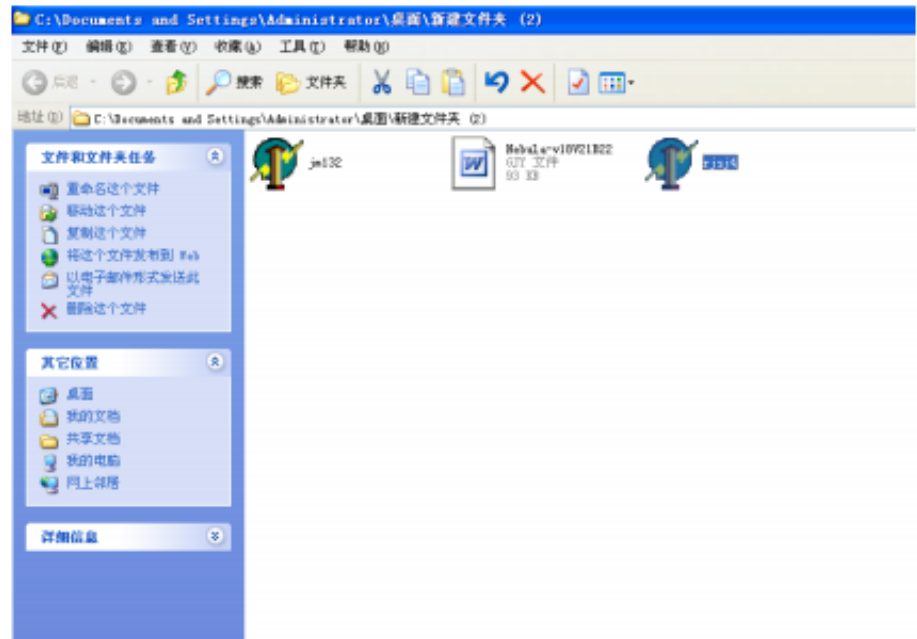 C:\Documents and Settings\Administrator\桌面\新建文件夹 (2)
文件(F) 编辑(E) 查看(V) 收藏(A) 工具(T) 帮助(H)
后退 搜索 文件夹
地址(D) C:\Documents and Settings\Administrator\桌面\新建文件夹 (2)
文件和文件夹任务
重命名这个文件
移动这个文件
复制这个文件
将这个文件发布到 Web
以电子邮件形式发送此
文件
删除这个文件
其它位置
桌面
我的文档
共享文档
我的电脑
网上邻居
详细信息
jm132
Nebula-v10V21B22
GJY 文件
93 KB